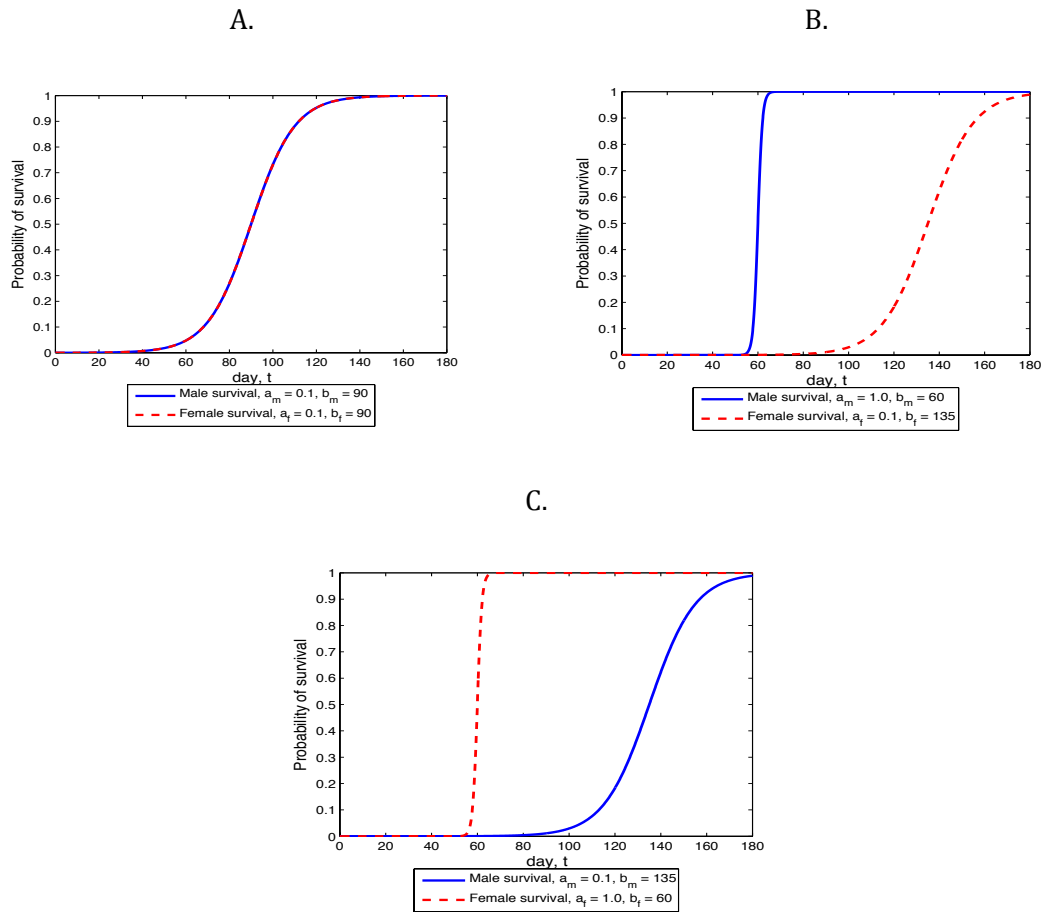 A.
B.
Probability of survival
1
0.9
0.8
0.7
0.6
0.5
0.4
0.3
0.2
0.1
0
0 20 40 60 80 100 120 140 160 180
day, t
Male survival, a_m = 0.1, b_m = 90
Female survival, a_f = 0.1, b_f = 90
Probability of survival
1
0.9
0.8
0.7
0.6
0.5
0.4
0.3
0.2
0.1
0
0 20 40 60 80 100 120 140 160 180
day, t
Male survival, a_m = 1.0, b_m = 60
Female survival, a_f = 0.1, b_f = 135
C.
Probability of survival
1
0.9
0.8
0.7
0.6
0.5
0.4
0.3
0.2
0.1
0
0 20 40 60 80 100 120 140 160 180
day, t
Male survival, a_m = 0.1, b_m = 135
Female survival, a_f = 1.0, b_f = 60